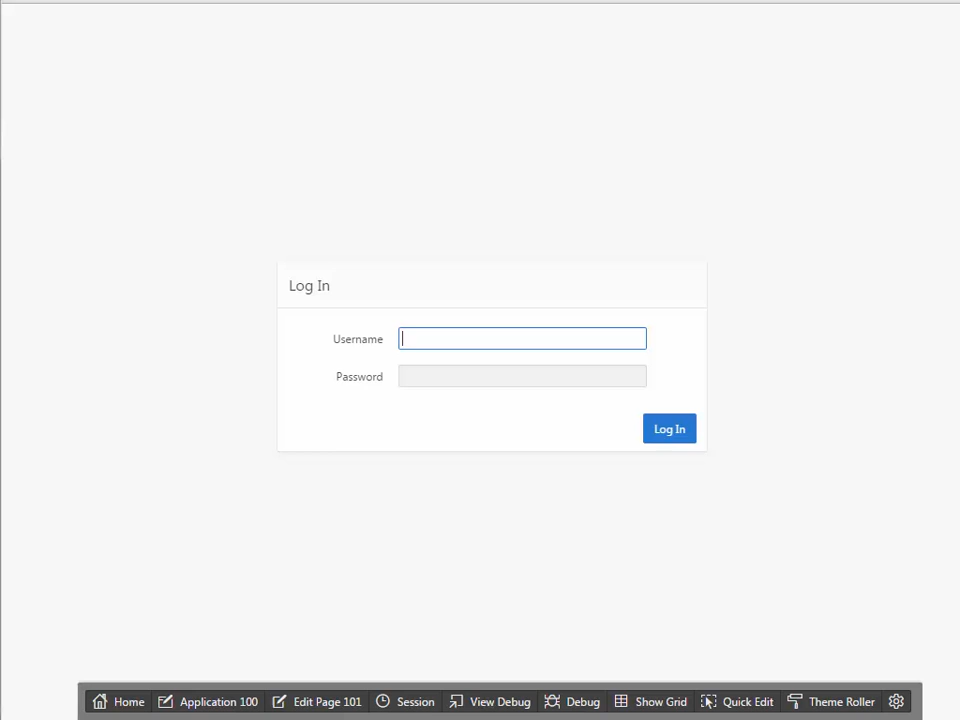 Log In
Username
Password
Log In
Home Application 100 Edit Page 101 Session View Debug Debug Show Grid Quick Edit Theme Roller